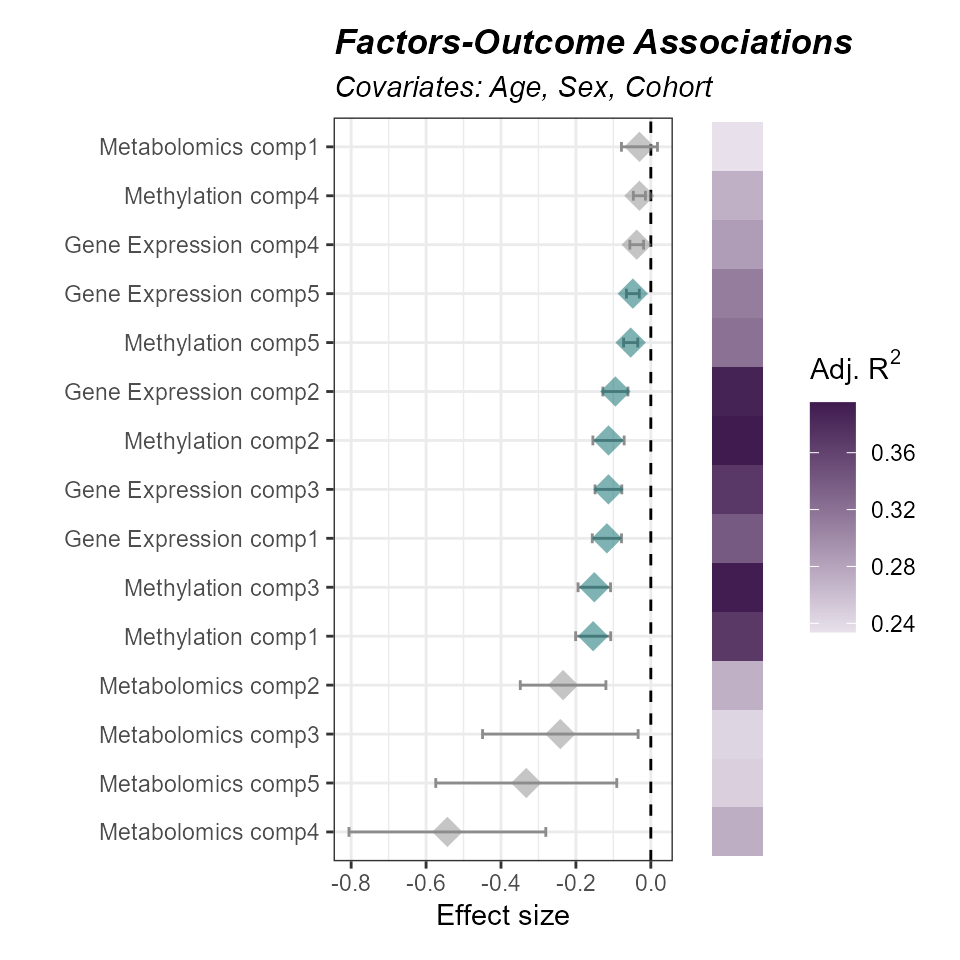 Factors-Outcome Associations
Covariates: Age, Sex, Cohort
Metabolomics comp1
Methylation comp4
Gene Expression comp4
Gene Expression comp5
Methylation comp5
Gene Expression comp2
Methylation comp2
Gene Expression comp3
Gene Expression comp1
Methylation comp3
Methylation comp1
Metabolomics comp2
Metabolomics comp3
Metabolomics comp5
Metabolomics comp4
-0.8 -0.6 -0.4 -0.2 0.0
Effect size
Adj. R²
0.36
0.32
0.28
0.24